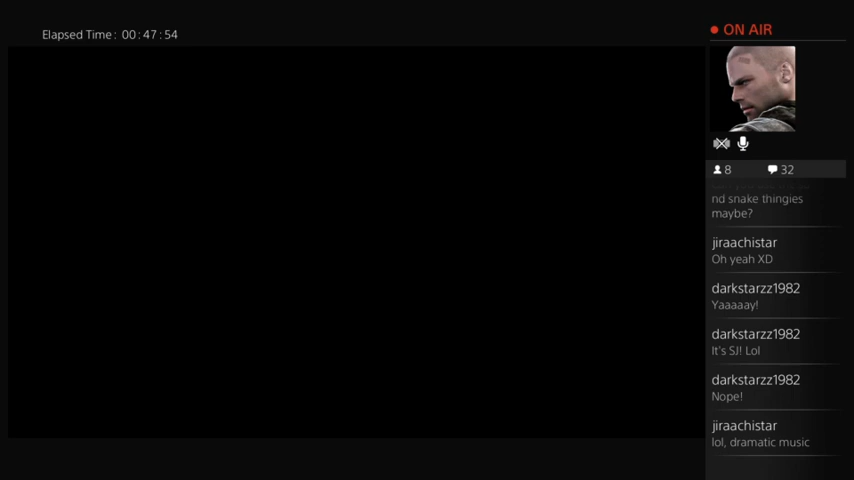 Elapsed Time: 00:47:54
ON AIR
8 32
nd snake thingies
maybe?
jiraachistar
Oh yeah XD
darkstarzz1982
Yaaaaay!
darkstarzz1982
It's SJ! Lol
darkstarzz1982
Nope!
jiraachistar
lol, dramatic music